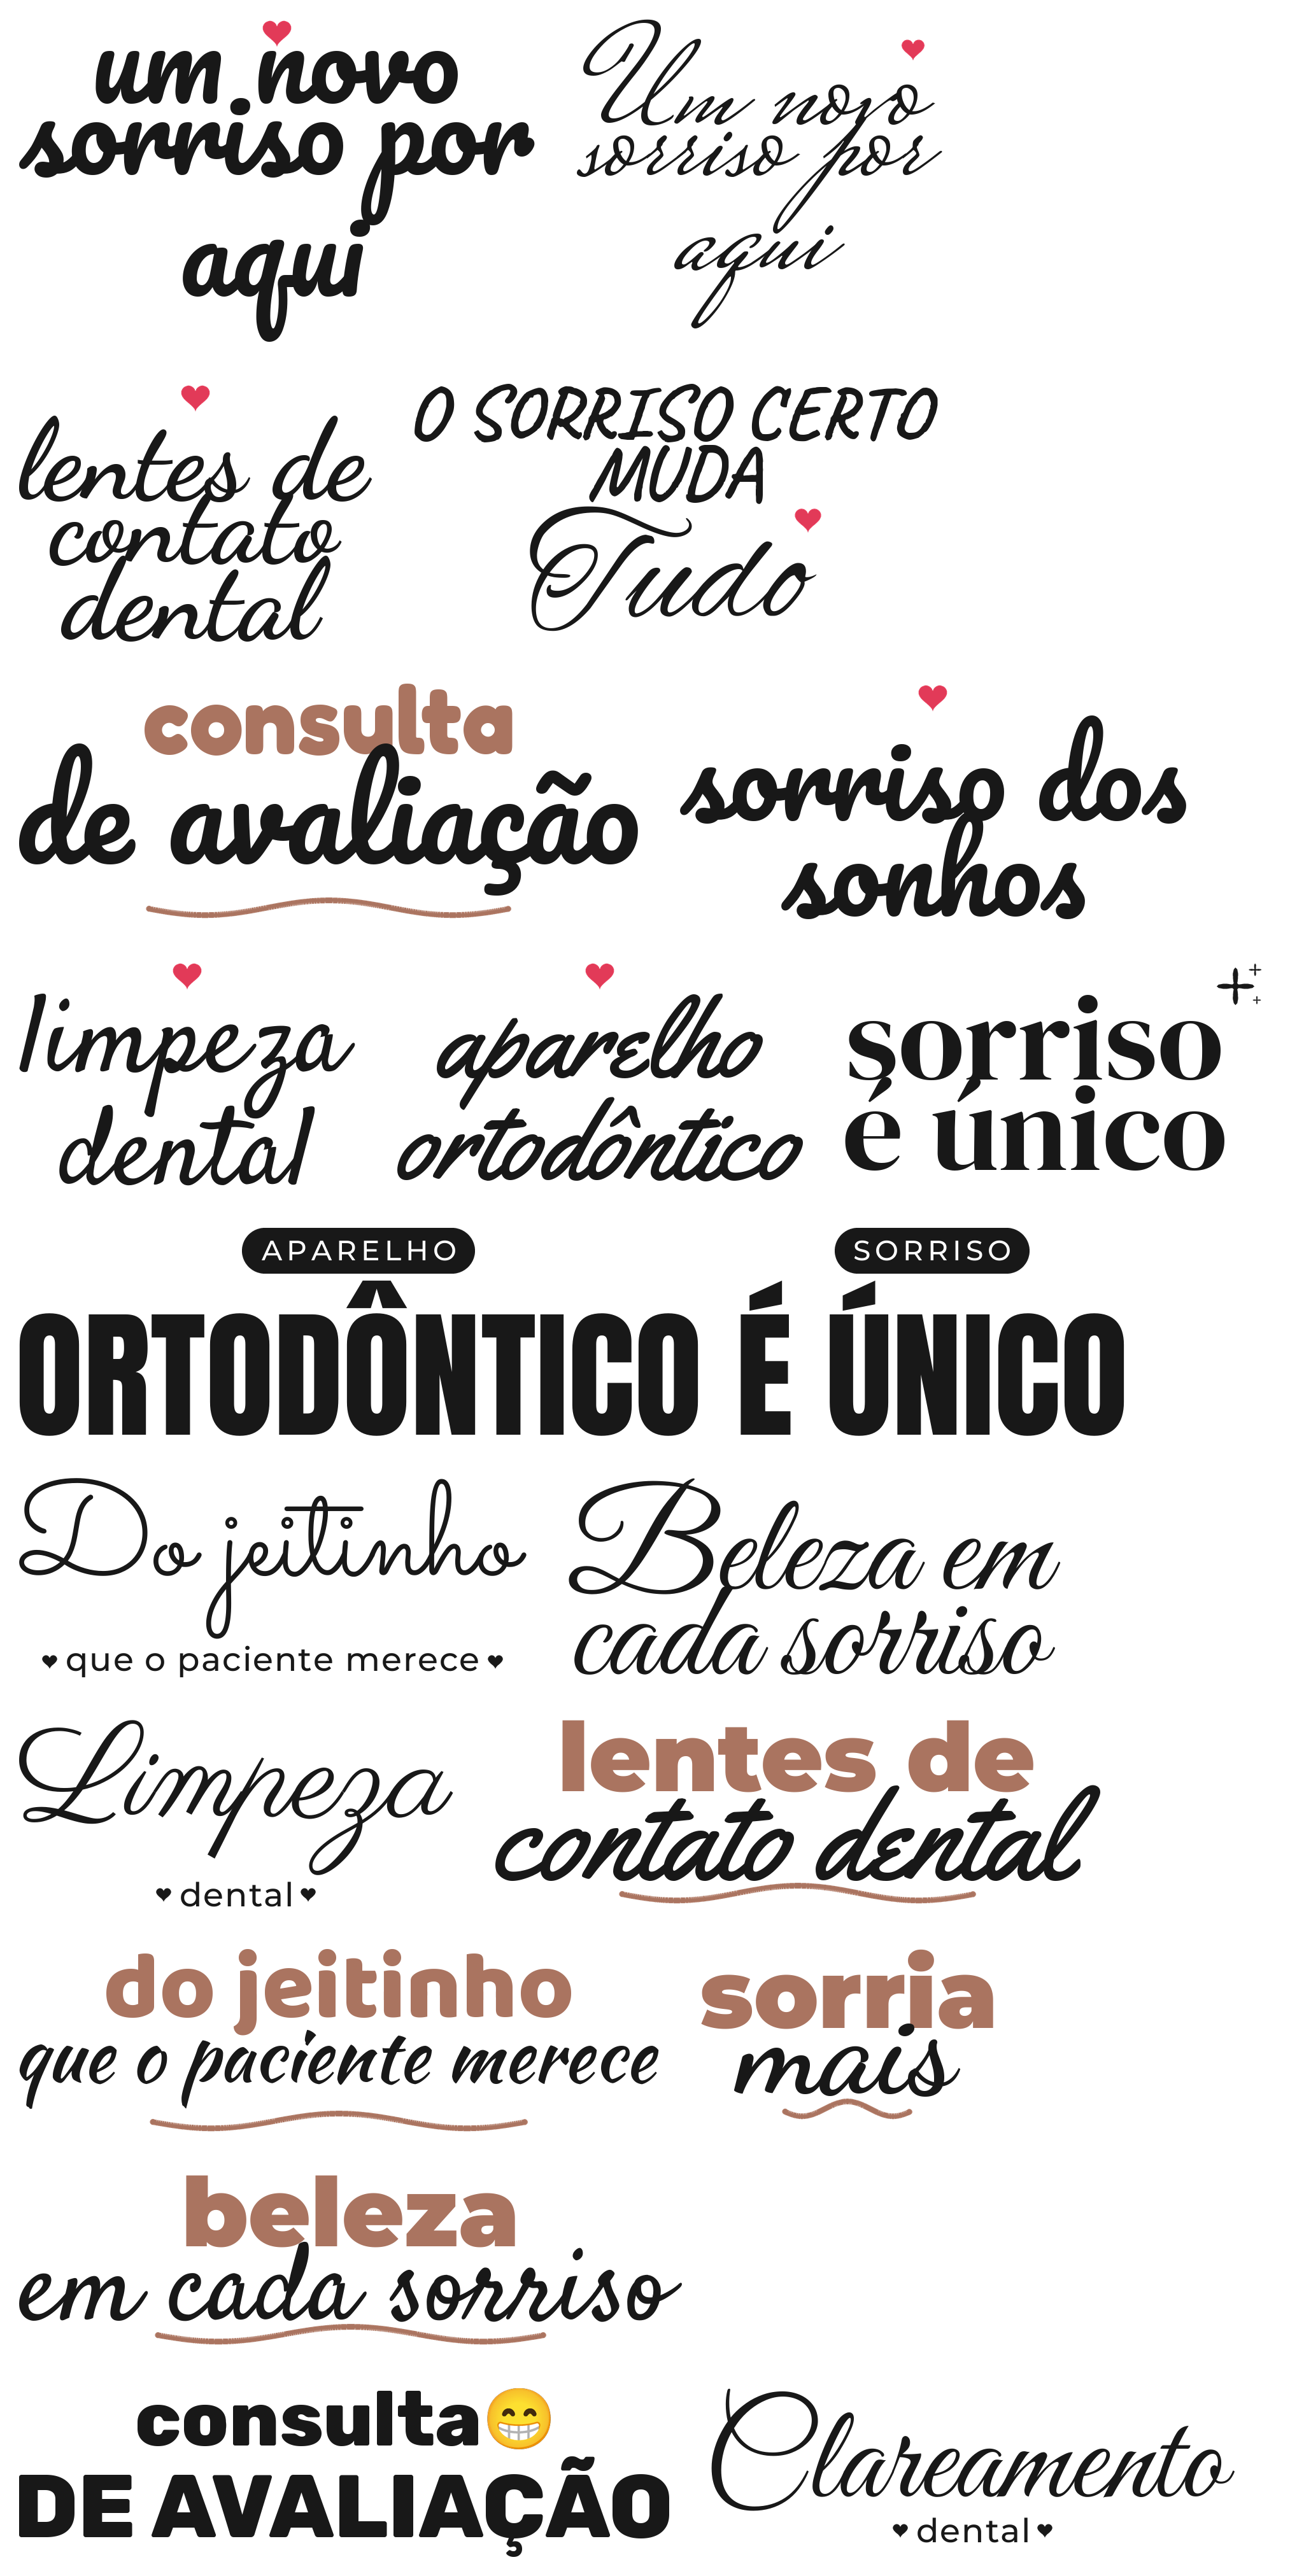 um novo
sorriso por
aqui
Um novo
sorriso por
aqui
lentes de
contato
dental
O SORRISO CERTO
MUDA
Tudo
consulta
de avaliação
sorriso dos
sonhos
limpeza
dental
aparelho
ortodôntico
sorriso
é único
APARELHO
ORTODÔNTICO
SORRISO
É ÚNICO
Do jeitinho
que o paciente merece
Beleza em
cada sorriso
Limpeza
dental
lentes de
contato dental
do jeitinho
que o paciente merece
sorria
mais
beleza
em cada sorriso
consulta
DE AVALIAÇÃO
Clareamento
dental